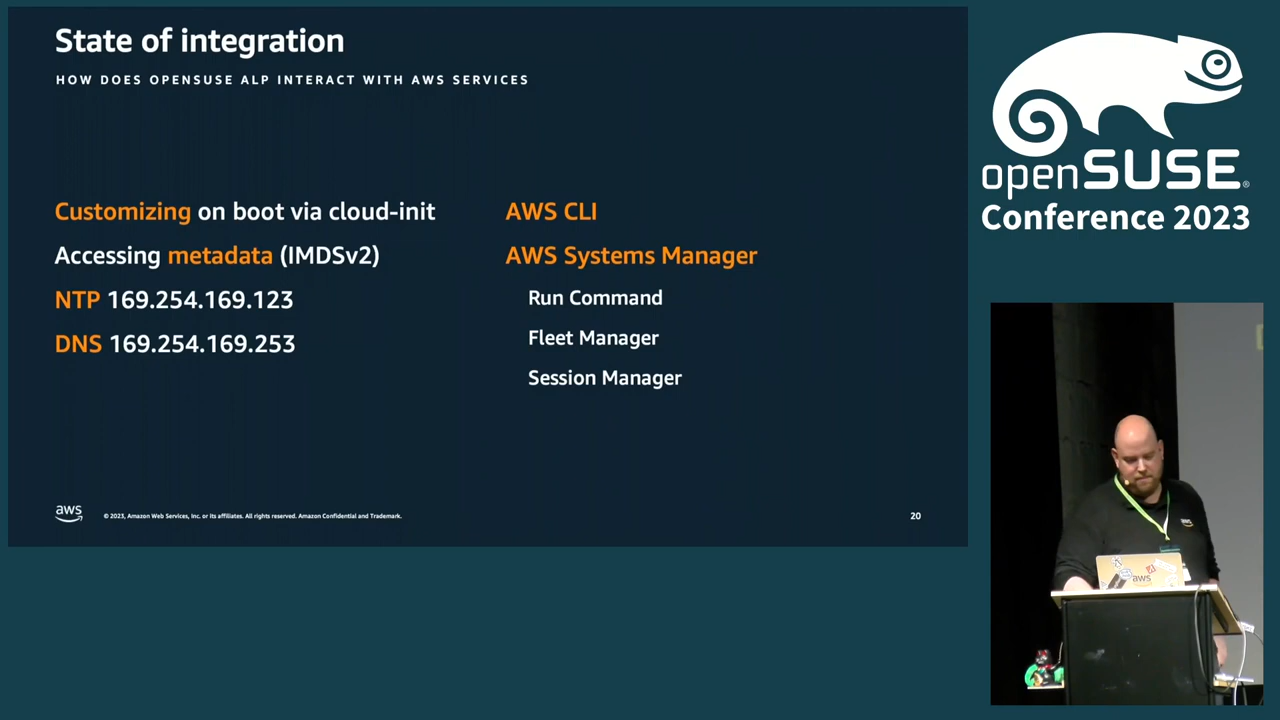 State of integration
HOW DOES OPENSUSE ALP INTERACT WITH AWS SERVICES
Customizing on boot via cloud-init
Accessing metadata (IMDSv2)
NTP 169.254.169.123
DNS 169.254.169.253
AWS CLI
AWS Systems Manager
Run Command
Fleet Manager
Session Manager
aws
© 2023, Amazon Web Services, Inc. or its affiliates. All rights reserved. Amazon Confidential and Trademark.
20
openSUSE®
Conference 2023
aws
aws